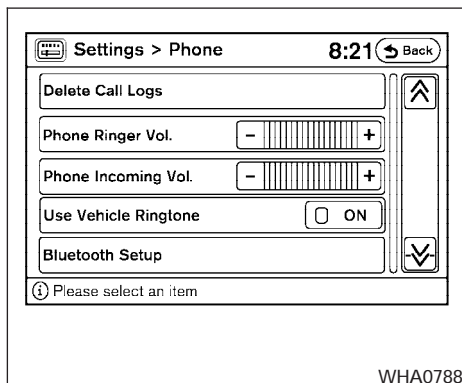 Settings > Phone 8:21 Back
Delete Call Logs
Phone Ringer Vol. - +
Phone Incoming Vol. - +
Use Vehicle Ringtone ON
Bluetooth Setup
i Please select an item
WHA0788